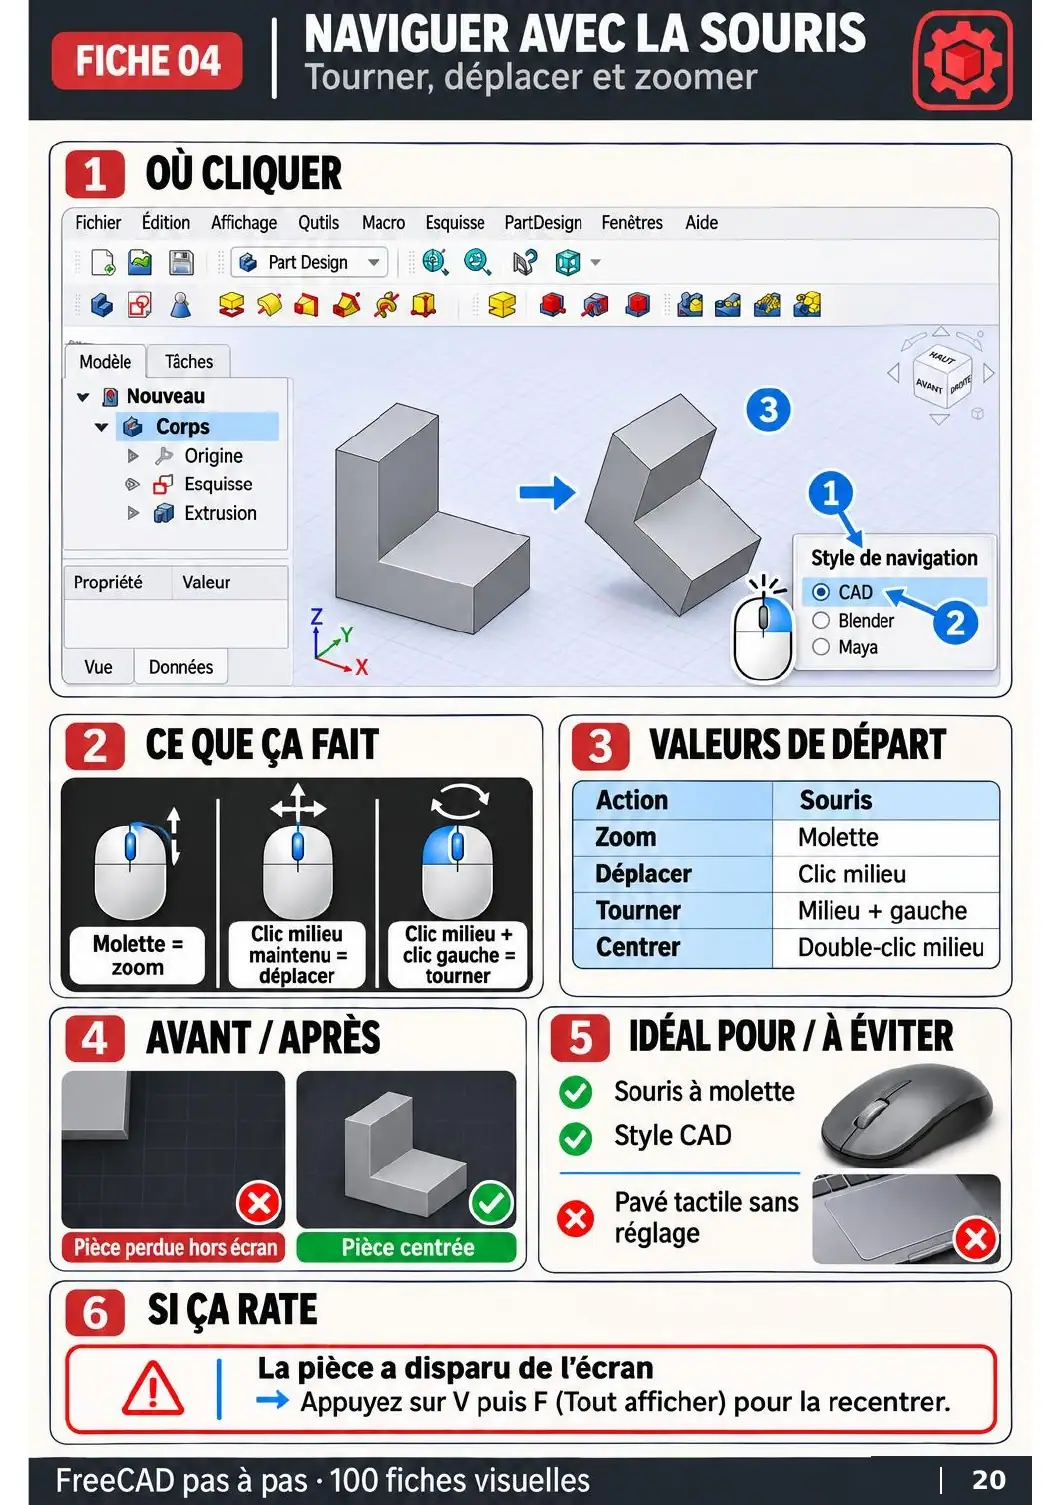 FICHE 04
NAVIGUER AVEC LA SOURIS
Tourner, déplacer et zoomer
1 OÙ CLIQUER
Fichier Édition Affichage Outils Macro Esquisse PartDesign Fenêtres Aide
Part Design
Modèle Tâches
Nouveau
Corps
Origine
Esquisse
Extrusion
Propriété Valeur
Vue Données
Z
Y
X
HAUT
AVANT DROITE
3
1
Style de navigation
CAD
Blender
Maya
2
2 CE QUE ÇA FAIT
Molette =
zoom
Clic milieu
maintenu =
déplacer
Clic milieu +
clic gauche =
tourner
3 VALEURS DE DÉPART
Action Souris
Zoom Molette
Déplacer Clic milieu
Tourner Milieu + gauche
Centrer Double-clic milieu
4 AVANT / APRÈS
Pièce perdue hors écran
Pièce centrée
5 IDÉAL POUR / À ÉVITER
Souris à molette
Style CAD
Pavé tactile sans
réglage
6 SI ÇA RATE
La pièce a disparu de l'écran
→ Appuyez sur V puis F (Tout afficher) pour la recentrer.
FreeCAD pas à pas · 100 fiches visuelles | 20